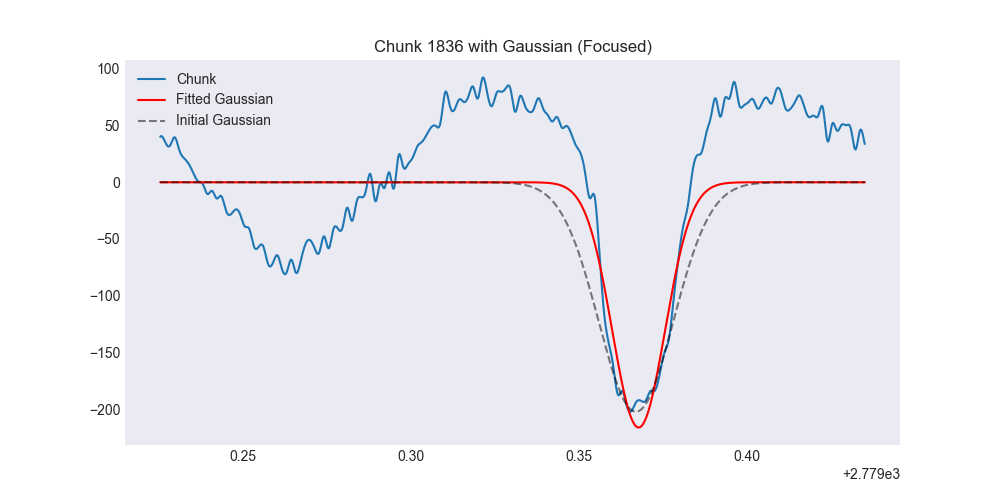 Chunk 1836 with Gaussian (Focused)
Chunk
Fitted Gaussian
Initial Gaussian
100
50
0
−50
−100
−150
−200
0.25 0.30 0.35 0.40
+2.779e3